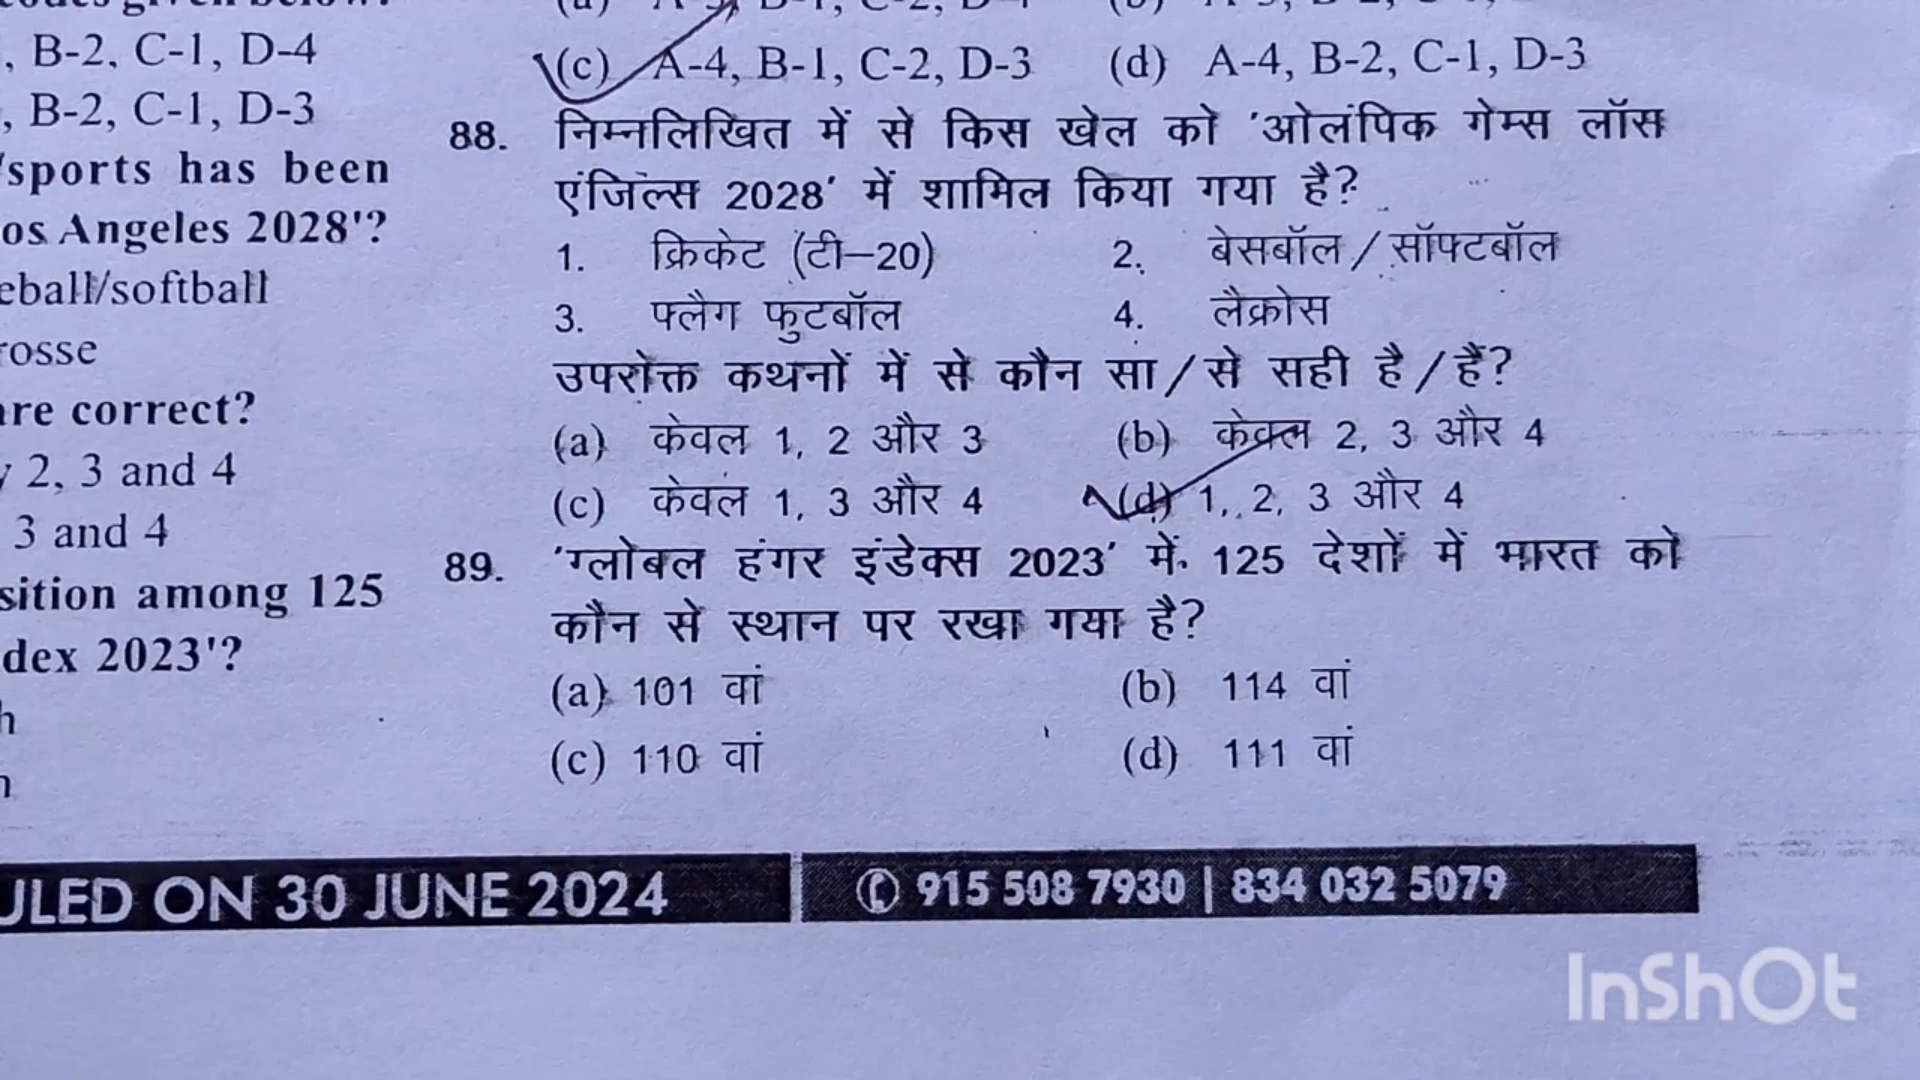 B-2, C-1, D-4
, B-2, C-1, D-3
sports has been
os Angeles 2028'?
eball/softball
rosse
are correct?
2, 3 and 4
3 and 4
sition among 125
dex 2023'?
(c) A-4, B-1, C-2, D-3 (d) A-4, B-2, C-1, D-3
88. निम्नलिखित में से किस खेल को 'ओलंपिक गेम्स लॉस
एंजिल्स 2028' में शामिल किया गया है?
1. क्रिकेट (टी–20) 2. बेसबॉल / सॉफ्टबॉल
3. फ्लैग फुटबॉल 4. लैक्रोस
उपरोक्त कथनों में से कौन सा / से सही है / हैं?
(a) केवल 1, 2 और 3 (b) केवल 2, 3 और 4
(c) केवल 1, 3 और 4 (d) 1, 2, 3 और 4
89. 'ग्लोबल हंगर इंडेक्स 2023' में 125 देशों में भारत को
कौन से स्थान पर रखा गया है?
(a) 101 वां (b) 114 वां
(c) 110 वां (d) 111 वां
ULED ON 30 JUNE 2024 915 508 7930 | 834 032 5079
InShOt